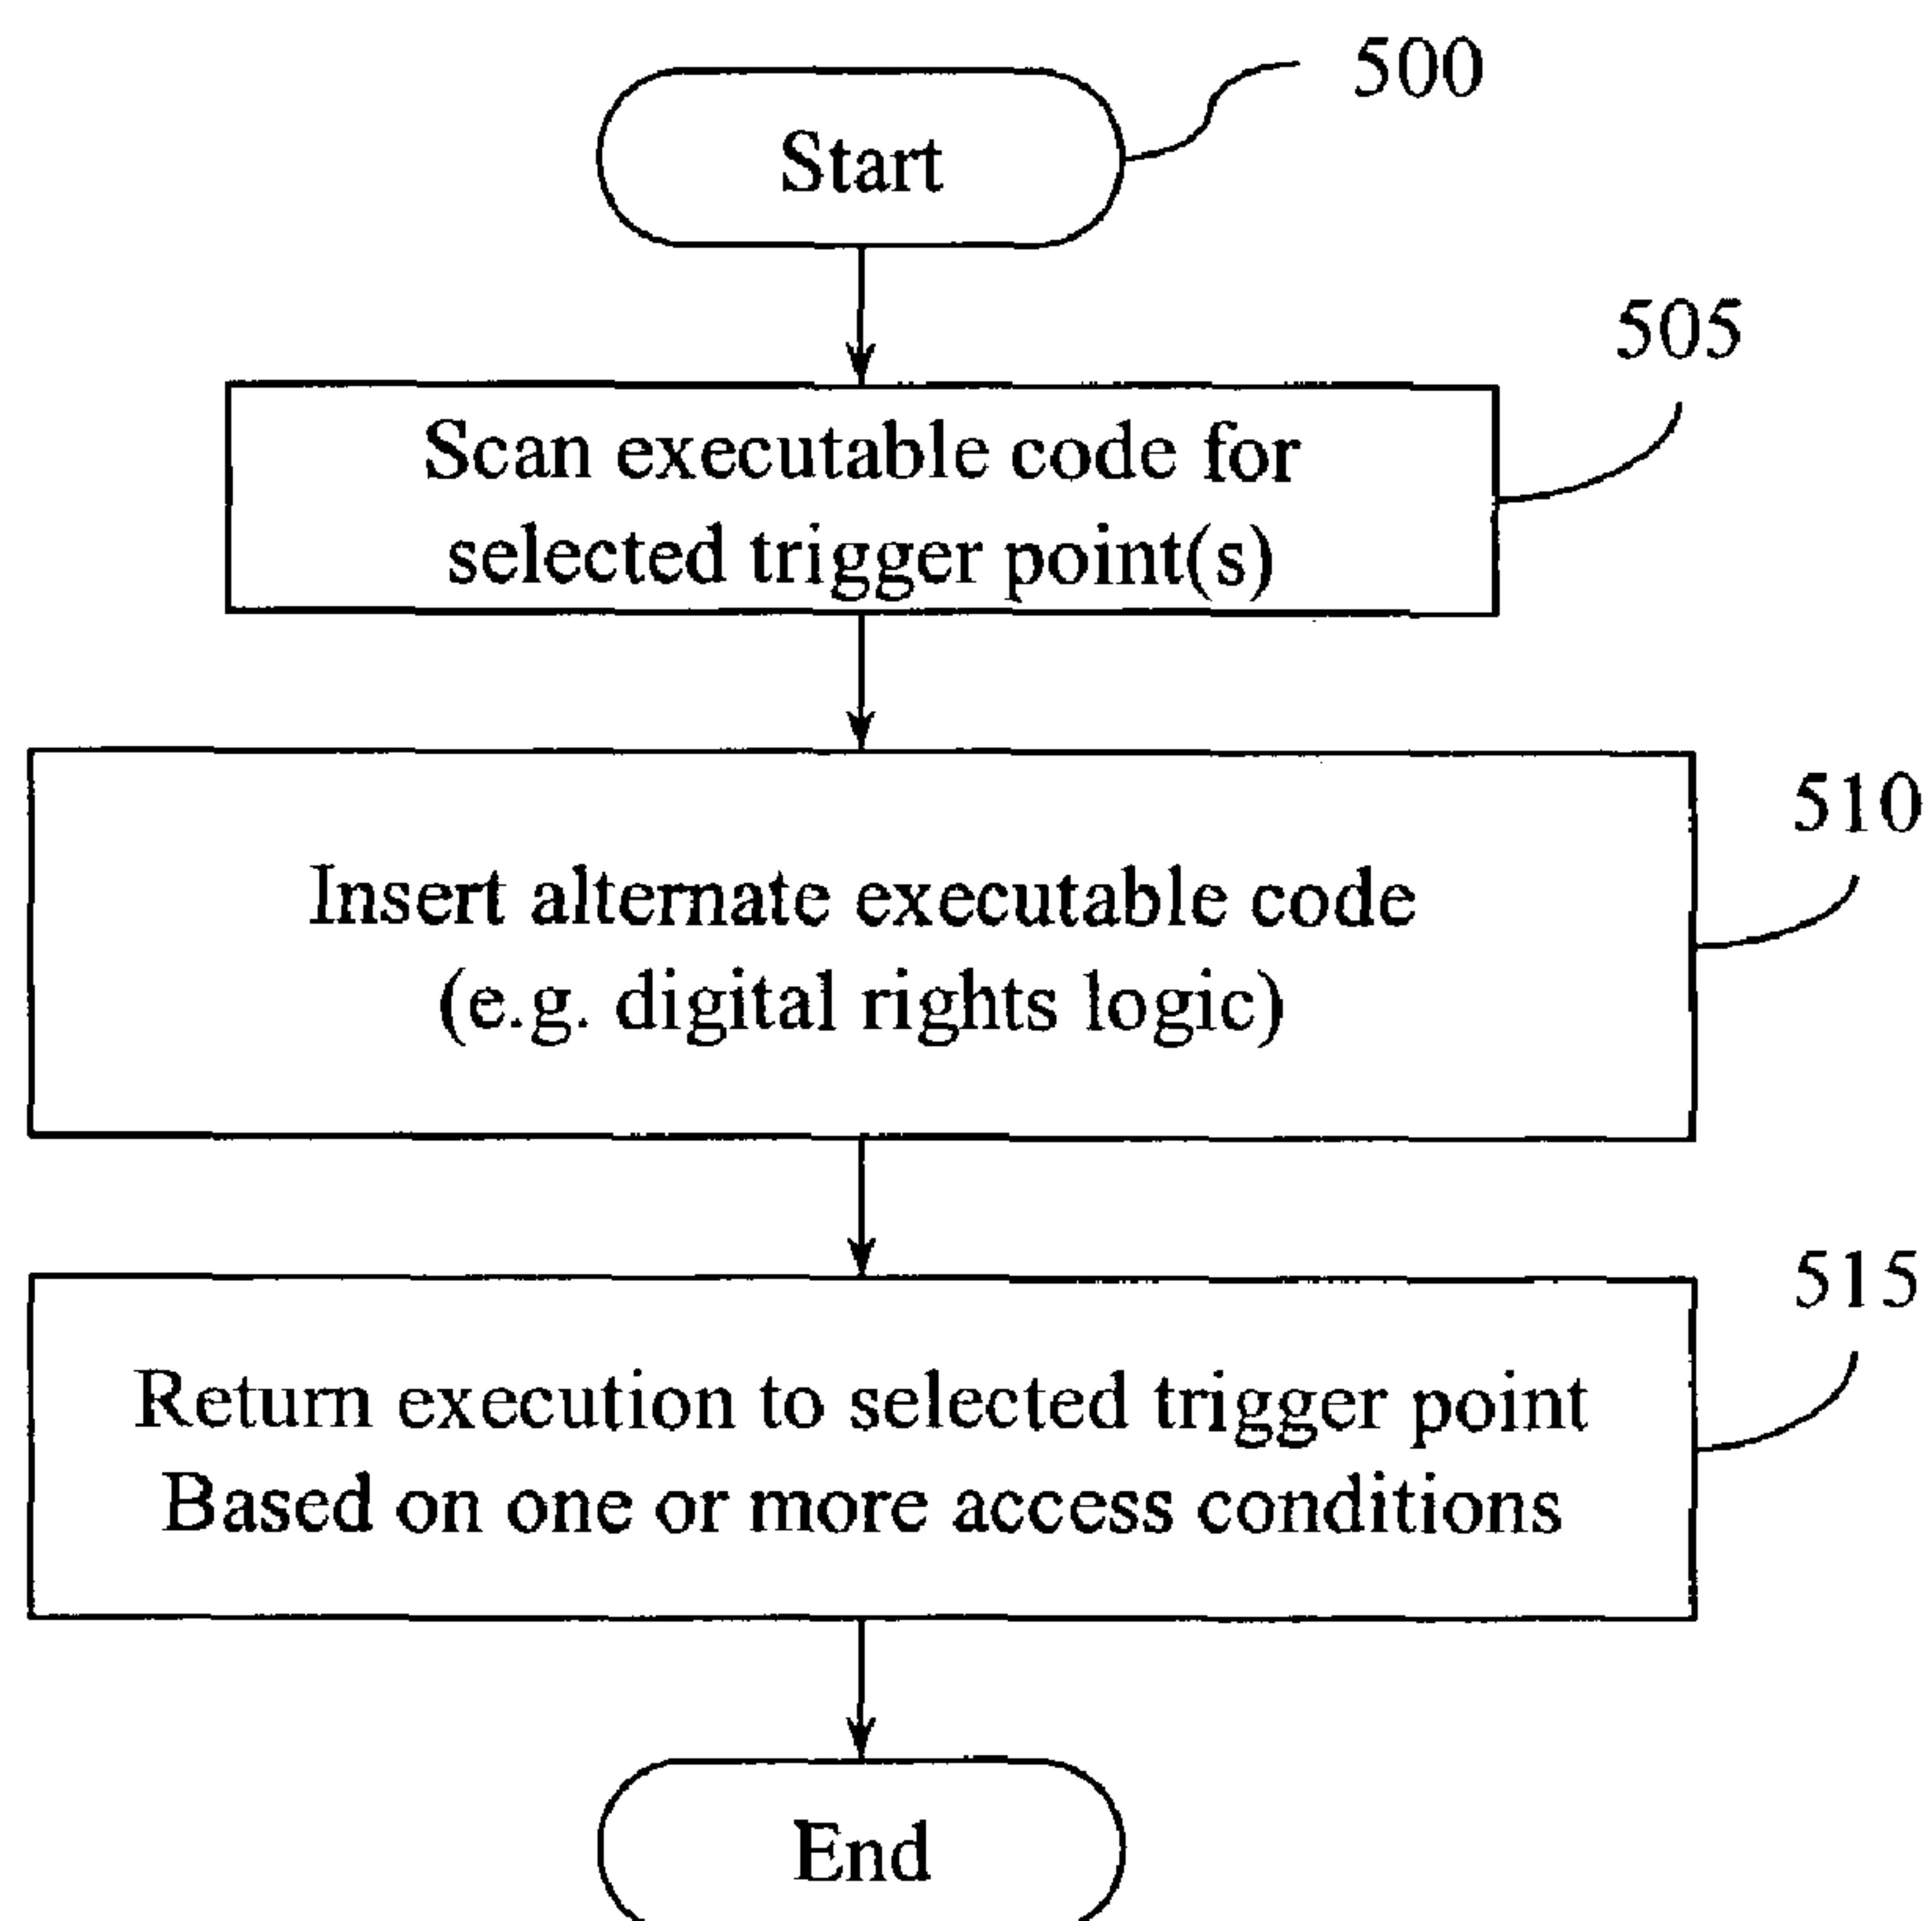 500
Start
505
Scan executable code for
selected trigger point(s)
510
Insert alternate executable code
(e.g. digital rights logic)
515
Return execution to selected trigger point
Based on one or more access conditions
End